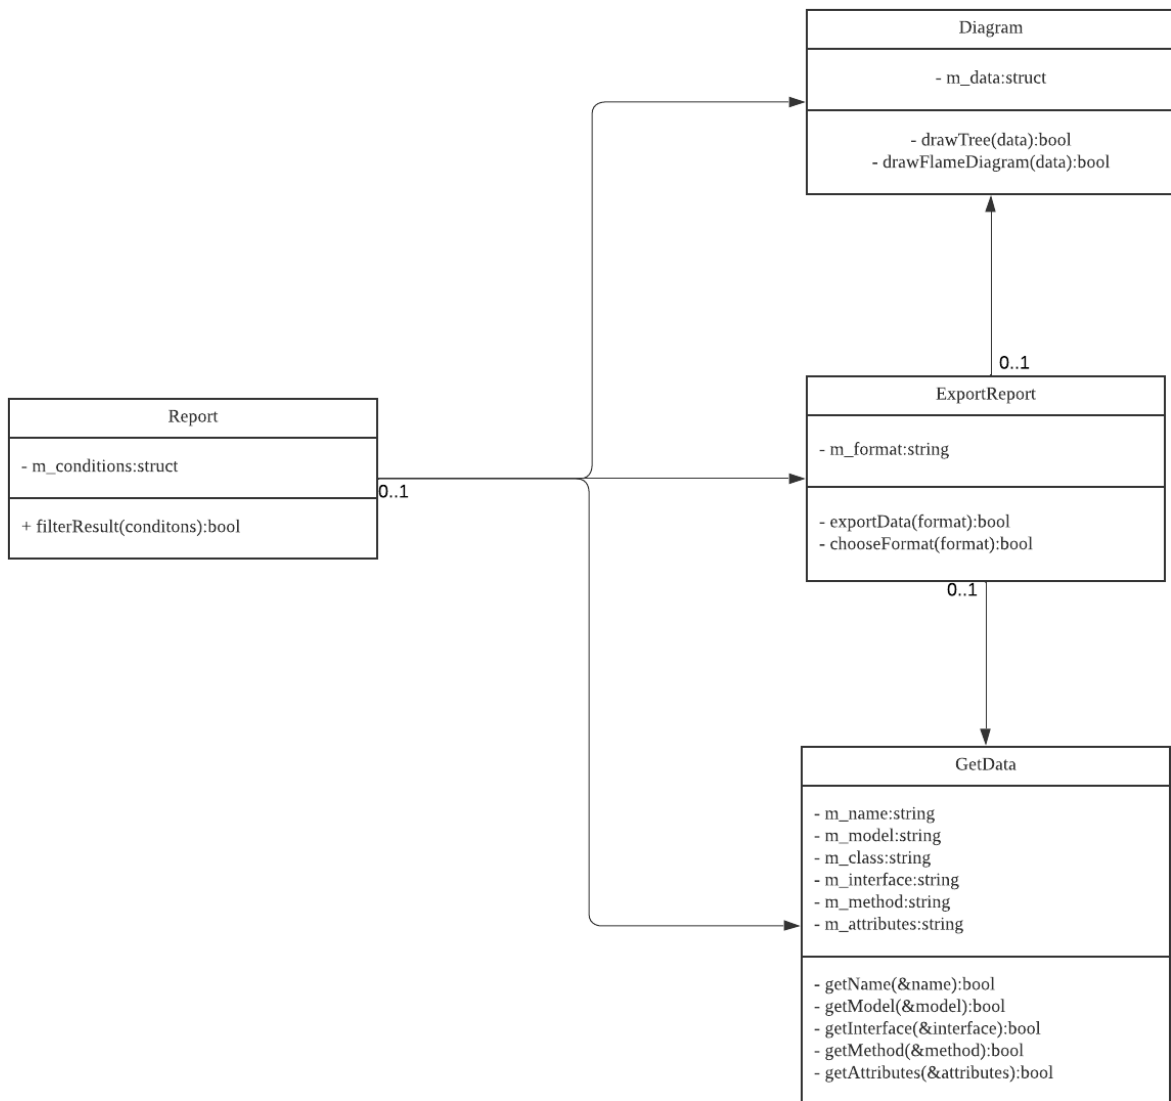 Diagram
- m_data:struct
- drawTree(data):bool
- drawFlameDiagram(data):bool
0..1
ExportReport
- m_format:string
- exportData(format):bool
- chooseFormat(format):bool
0..1
Report
- m_conditions:struct
+ filterResult(conditons):bool
0..1
GetData
- m_name:string
- m_model:string
- m_class:string
- m_interface:string
- m_method:string
- m_attributes:string
- getName(&name):bool
- getModel(&model):bool
- getInterface(&interface):bool
- getMethod(&method):bool
- getAttributes(&attributes):bool